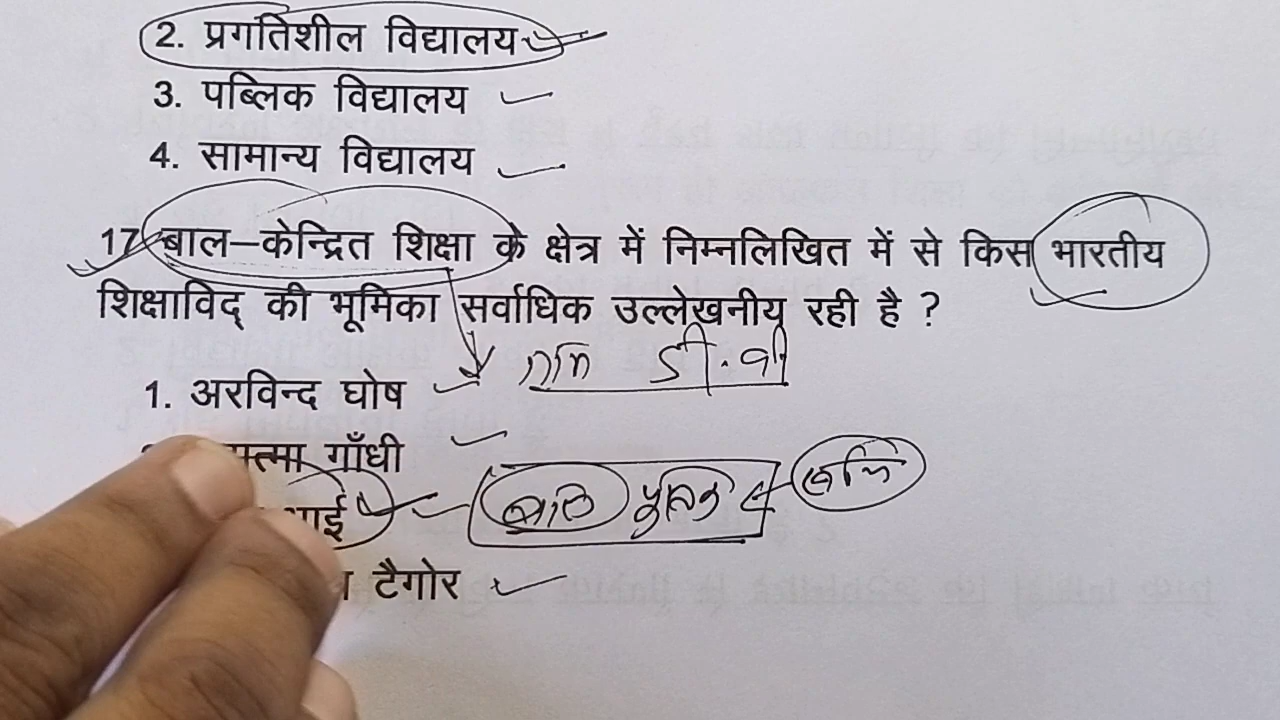 2. प्रगतिशील विद्यालय
3. पब्लिक विद्यालय
4. सामान्य विद्यालय
17 बाल–केन्द्रित शिक्षा के क्षेत्र में निम्नलिखित में से किस भारतीय
शिक्षाविद् की भूमिका सर्वाधिक उल्लेखनीय रही है ?
1. अरविन्द घोष
गाँधी
टैगोर